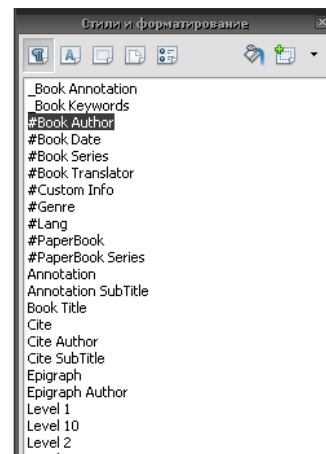 Стили и форматирование
_Book Annotation
_Book Keywords
#Book Author
#Book Date
#Book Series
#Book Translator
#Custom Info
#Genre
#Lang
#PaperBook
#PaperBook Series
Annotation
Annotation SubTitle
Book Title
Cite
Cite Author
Cite SubTitle
Epigraph
Epigraph Author
Level 1
Level 10
Level 2